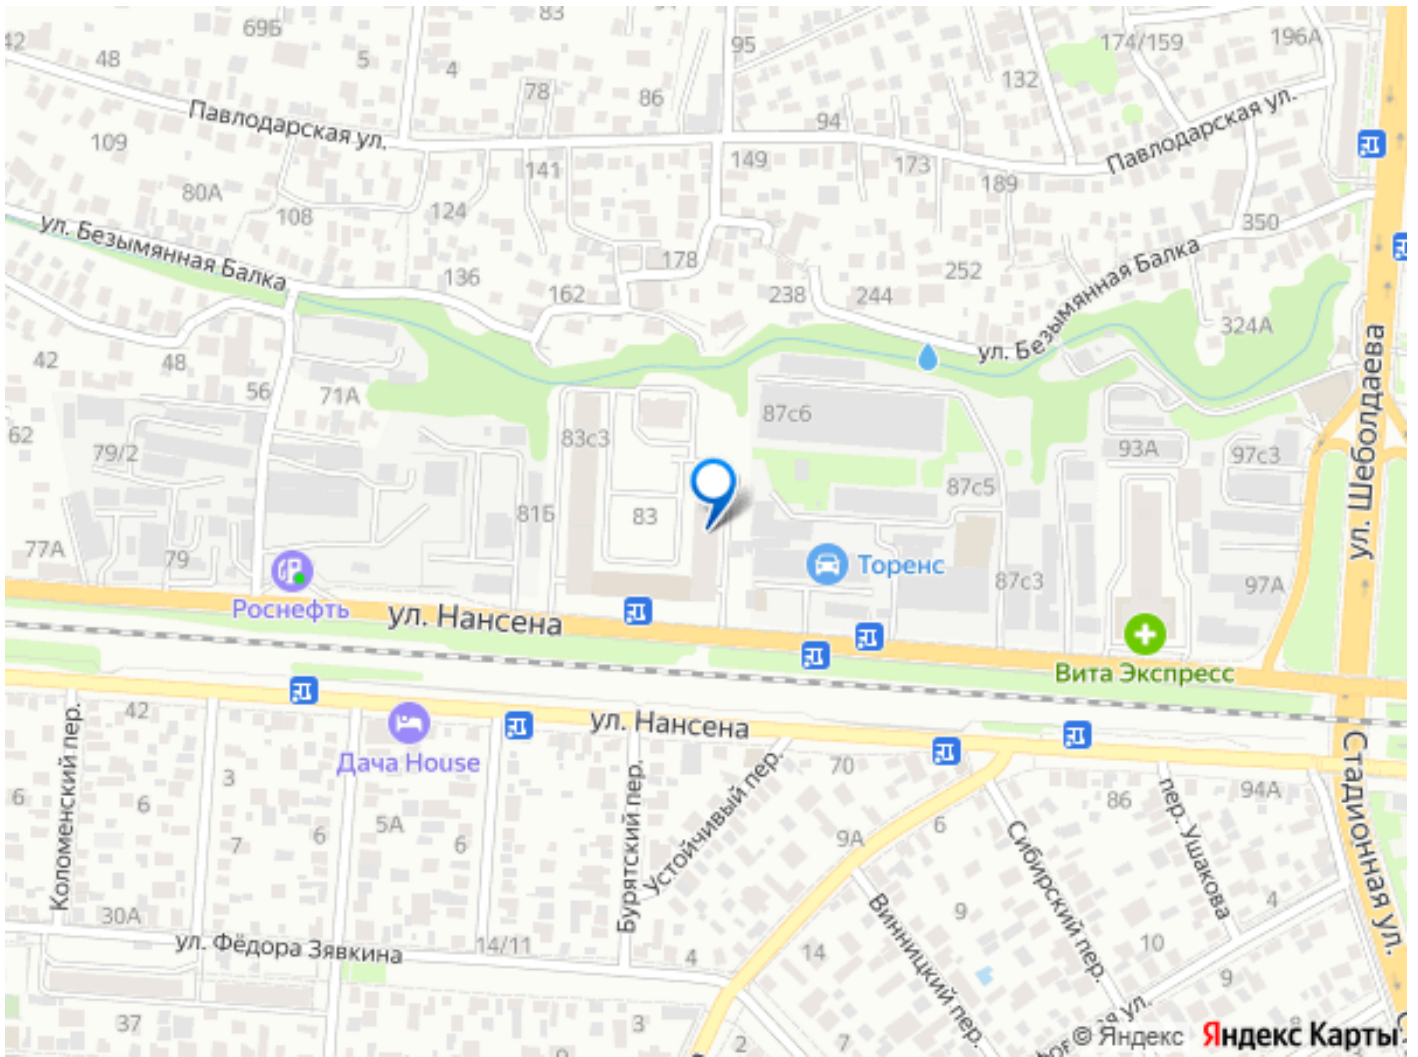 69Б
83
42
48
5
4
95
174/159
196А
132
78
86
Павлодарская ул.
94
Павлодарская ул.
109
141
149
173
189
80А
108
124
350
ул. Безымянная Балка
136
178
252
162
238
244
ул. Безымянная Балка
324А
42
48
56
71А
87с6
ул. Шеболдаева
62
79/2
83с3
93А
97с3
87с5
81Б
83
77А
79
Торенс
87с3
97А
Роснефть
ул. Нансена
Вита Экспресс
42
ул. Нансена
Коломенский пер.
Дача House
3
70
Стадионная ул.
6
6
5А
6
6
7
Бурятский пер.
Устойчивый пер.
9А
6
86
94А
пер. Ушакова
Сибирский пер.
30А
9
4
Винницкий пер.
ул. Фёдора Зявкина
14/11
4
14
10
9
37
3
2
7
8
ул.
© Яндекс Яндекс Карты